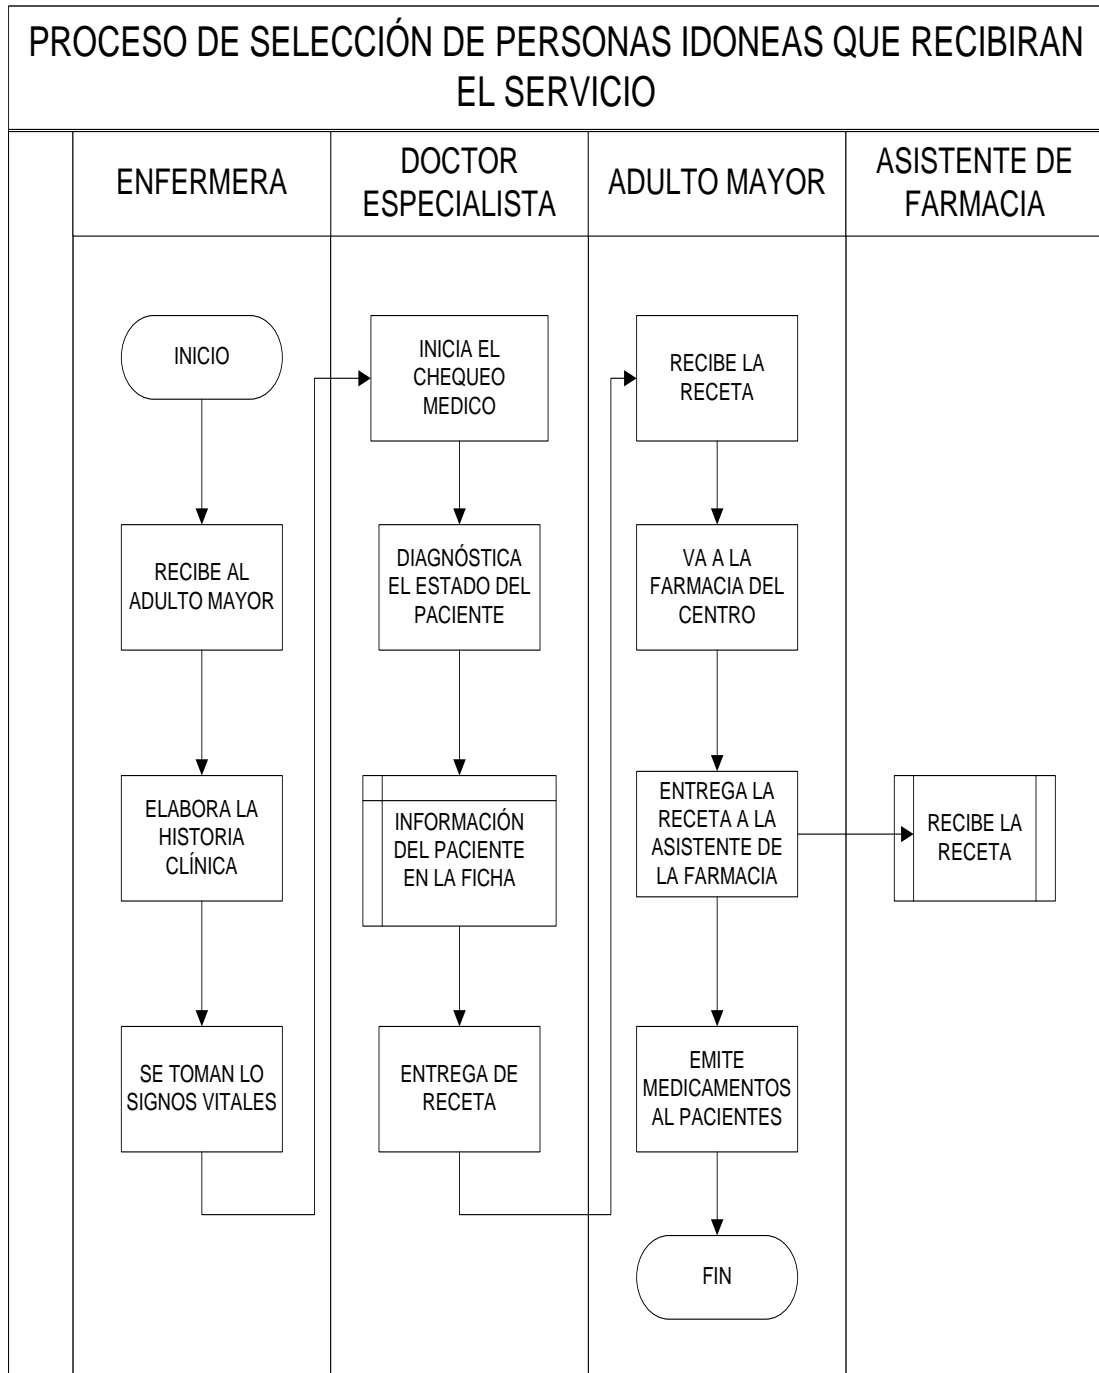 PROCESO DE SELECCIÓN DE PERSONAS IDONEAS QUE RECIBIRAN
EL SERVICIO
ENFERMERA
DOCTOR
ESPECIALISTA
ADULTO MAYOR
ASISTENTE DE
FARMACIA
INICIO
RECIBE AL
ADULTO MAYOR
ELABORA LA
HISTORIA
CLÍNICA
SE TOMAN LO
SIGNOS VITALES
INICIA EL
CHEQUEO
MEDICO
DIAGNÓSTICA
EL ESTADO DEL
PACIENTE
INFORMACIÓN
DEL PACIENTE
EN LA FICHA
ENTREGA DE
RECETA
RECIBE LA
RECETA
VA A LA
FARMACIA DEL
CENTRO
ENTREGA LA
RECETA A LA
ASISTENTE DE
LA FARMACIA
EMITE
MEDICAMENTOS
AL PACIENTES
FIN
RECIBE LA
RECETA